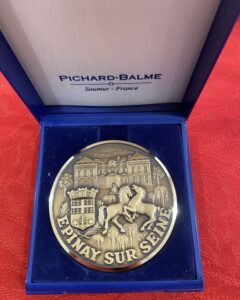 PICHARD-BALME
Saumur - France
EPINAY SUR SEINE